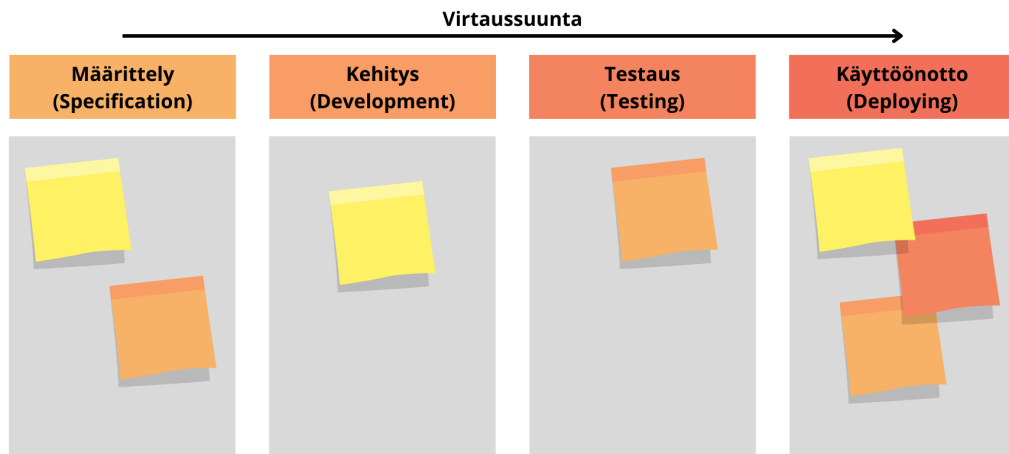 Virtaussuunta
Määrittely
(Specification)
Kehitys
(Development)
Testaus
(Testing)
Käyttöönotto
(Deploying)